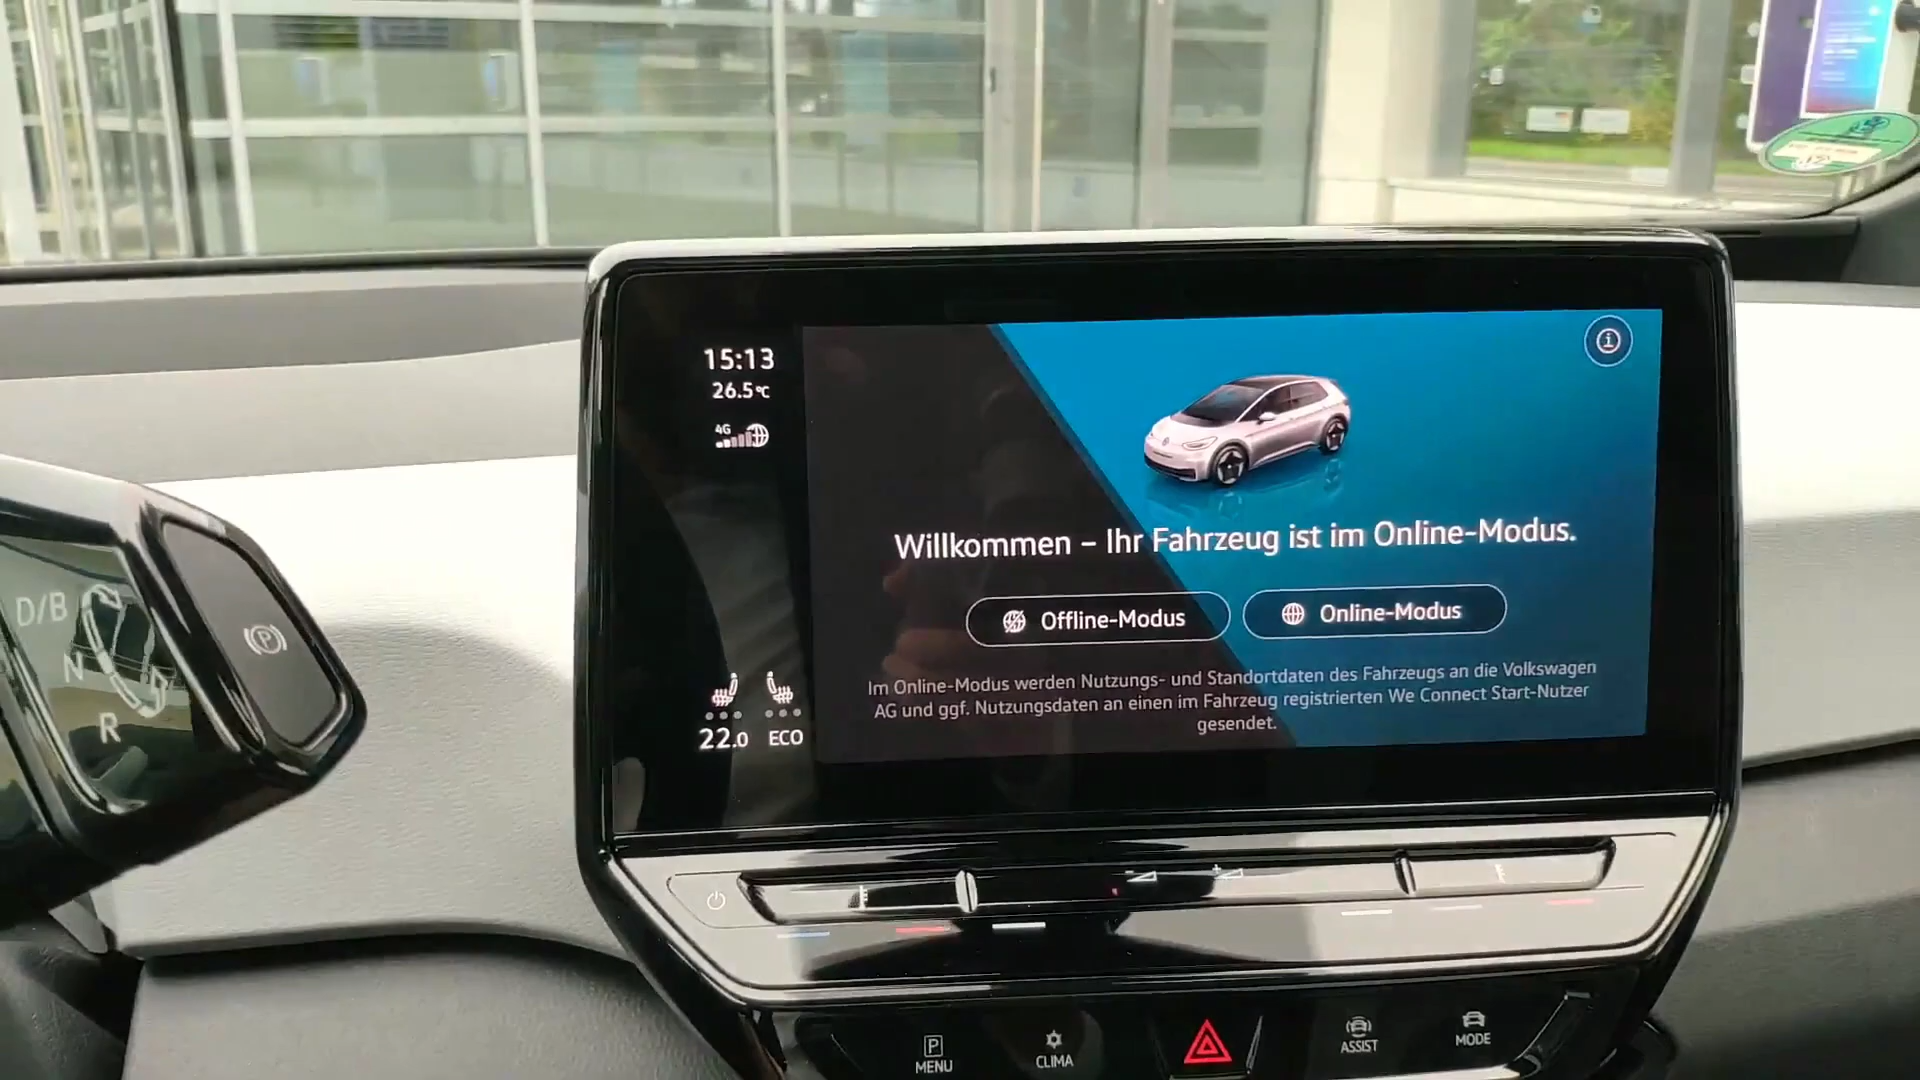 15:13
26.5°C
4G
Willkommen – Ihr Fahrzeug ist im Online-Modus.
Offline-Modus
Online-Modus
Im Online-Modus werden Nutzungs- und Standortdaten des Fahrzeugs an die Volkswagen
AG und ggf. Nutzungsdaten an einen im Fahrzeug registrierten We Connect Start-Nutzer
gesendet.
22.0
ECO
D/B
N
R
P
P
MENU
CLIMA
ASSIST
MODE